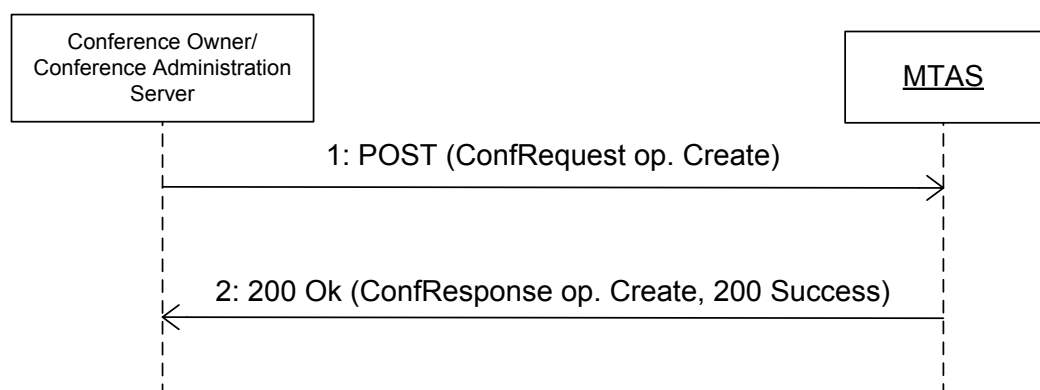 Conference Owner/
Conference Administration
Server
MTAS
1: POST (ConfRequest op. Create)
2: 200 Ok (ConfResponse op. Create, 200 Success)